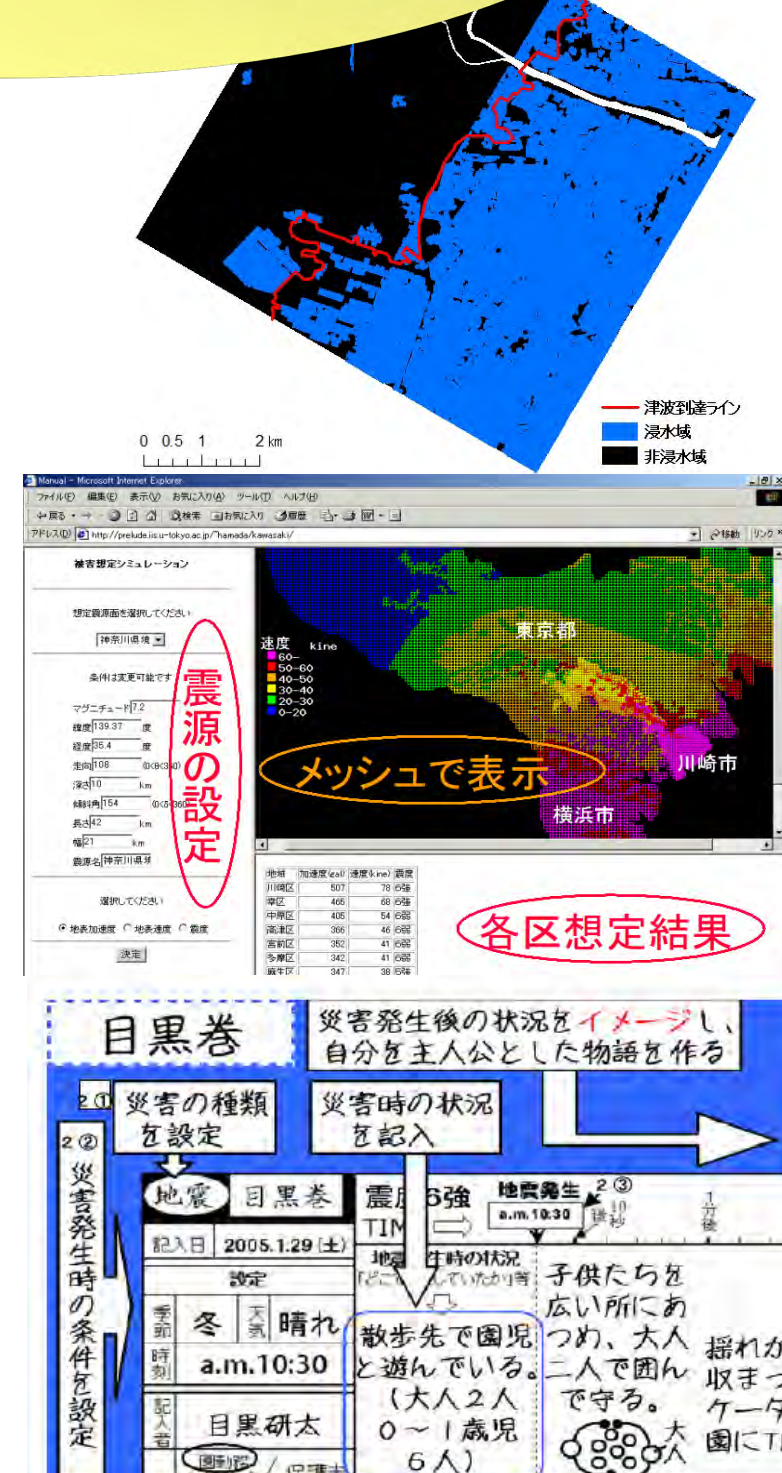 津波到達ライン
浸水域
非浸水域
0 0.5 1 2 km
Manual - Microsoft Internet Explorer
ファイル(F) 編集(E) 表示(V) お気に入り(A) ツール(T) ヘルプ(H)
戻る 検索 お気に入り 履歴
アドレス(D) http://prelude.iis.u-tokyo.ac.jp/~hamada/kawasaki/ 移動 リンク
被害想定シミュレーション
想定震源面を選択してください
神奈川県境
条件は変更可能です
マグニチュード 7.2
緯度 139.37 度
経度 35.4 度
走向 108 (0<θ<360)
深さ 10 km
傾斜角 154
長さ 42 km
幅 21 km
震源名 神奈川県境
選択してください
地表加速度 地表速度 震度
決定
震源の設定
速度 kine
60-
50-60
40-50
30-40
20-30
0-20
東京都
川崎市
横浜市
メッシュで表示
地域 加速度(gal) 速度(kine) 震度
川崎区 507 78 6強
幸区 465 68 6強
中原区 405 54 6弱
高津区 366 46 6弱
宮前区 352 41 6弱
多摩区 342 41 6弱
麻生区 347 38
各区想定結果
目黒巻
災害発生後の状況をイメージし、
自分を主人公とした物語を作る
2①
災害の種類
を設定
災害時の状況
を記入
2②
災害発生時の条件を設定
地震 目黒巻
記入日 2005.1.29(土)
設定
季節 冬 天気 晴れ
時刻 a.m.10:30
記入者 目黒研太
震度6強
地震発生 2③
a.m.10:30
10秒後
1分後
散歩先で園児
と遊んでいる。
(大人2人
0~1歳児
6人)
子供たちを
広い所にあ
つめ、大人
二人で囲ん
で守る。
大人
揺れが
収まっ